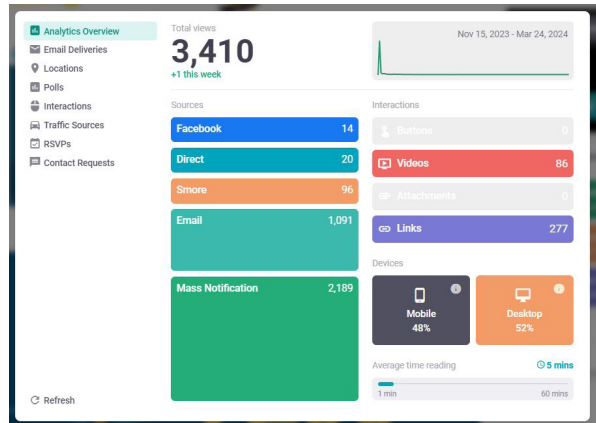 Analytics Overview
Email Deliveries
Locations
Polls
Interactions
Traffic Sources
RSVPs
Contact Requests
Refresh
Total views
3,410
+1 this week
Nov 15, 2023 - Mar 24, 2024
Sources
Facebook 14
Direct 20
Smore 96
Email 1,091
Mass Notification 2,189
Interactions
Buttons 0
Videos 86
Attachments 0
Links 277
Devices
Mobile
48%
Desktop
52%
Average time reading 5 mins
1 min 60 mins